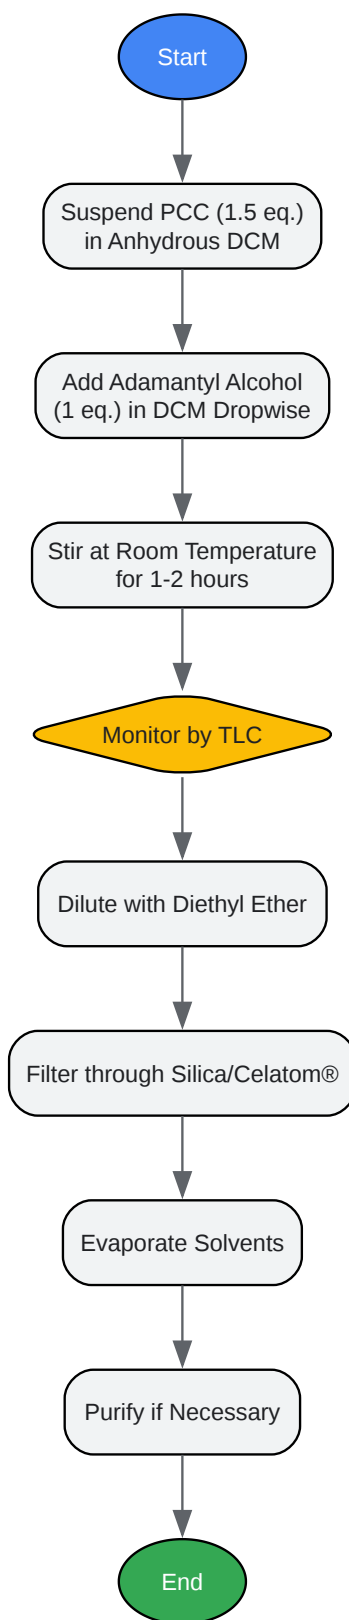 Start
Suspend PCC (1.5 eq.)
in Anhydrous DCM
Add Adamantyl Alcohol
(1 eq.) in DCM Dropwise
Stir at Room Temperature
for 1-2 hours
Monitor by TLC
Dilute with Diethyl Ether
Filter through Silica/Celatom®
Evaporate Solvents
Purify if Necessary
End